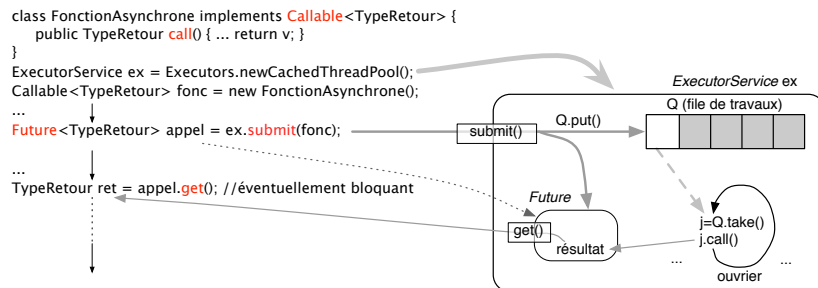 class FonctionAsynchrone implements Callable<TypeRetour> {
public TypeRetour call() { ... return v; }
}
ExecutorService ex = Executors.newCachedThreadPool();
Callable<TypeRetour> fonc = new FonctionAsynchrone();
...
Future<TypeRetour> appel = ex.submit(fonc);
...
TypeRetour ret = appel.get(); //éventuellement bloquant
ExecutorService ex
Q (file de travaux)
submit()
Q.put()
Future
get()
résultat
j=Q.take()
j.call()
...
...
ouvrier